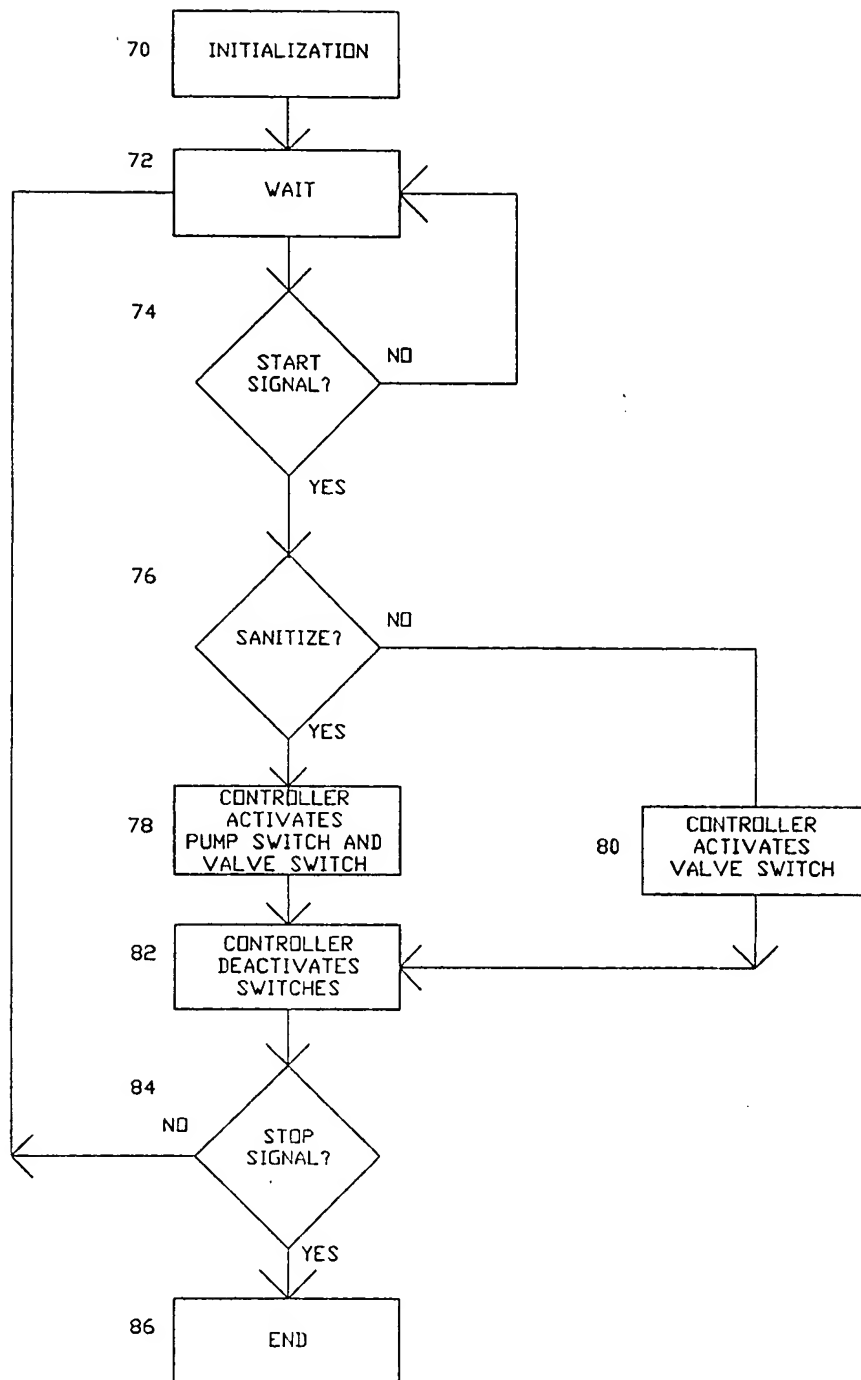 70
INITIALIZATION
72
WAIT
74
START
SIGNAL?
NO
YES
76
SANITIZE?
NO
YES
78
CONTROLLER
ACTIVATES
PUMP SWITCH AND
VALVE SWITCH
80
CONTROLLER
ACTIVATES
VALVE SWITCH
82
CONTROLLER
DEACTIVATES
SWITCHES
84
NO
STOP
SIGNAL?
YES
86
END